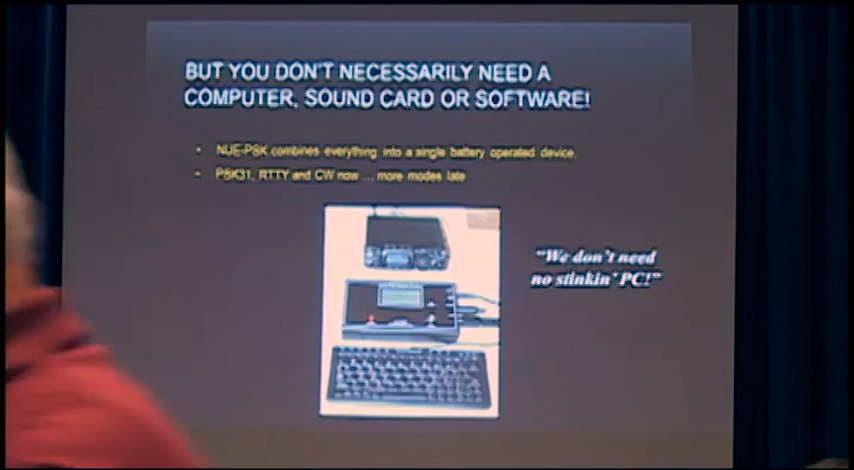 BUT YOU DON'T NECESSARILY NEED A
COMPUTER, SOUND CARD OR SOFTWARE!
• NUE-PSK combines everything into a single battery operated device.
• PSK31, RTTY and CW now ... more modes late
"We don't need
no stinkin' PC!"